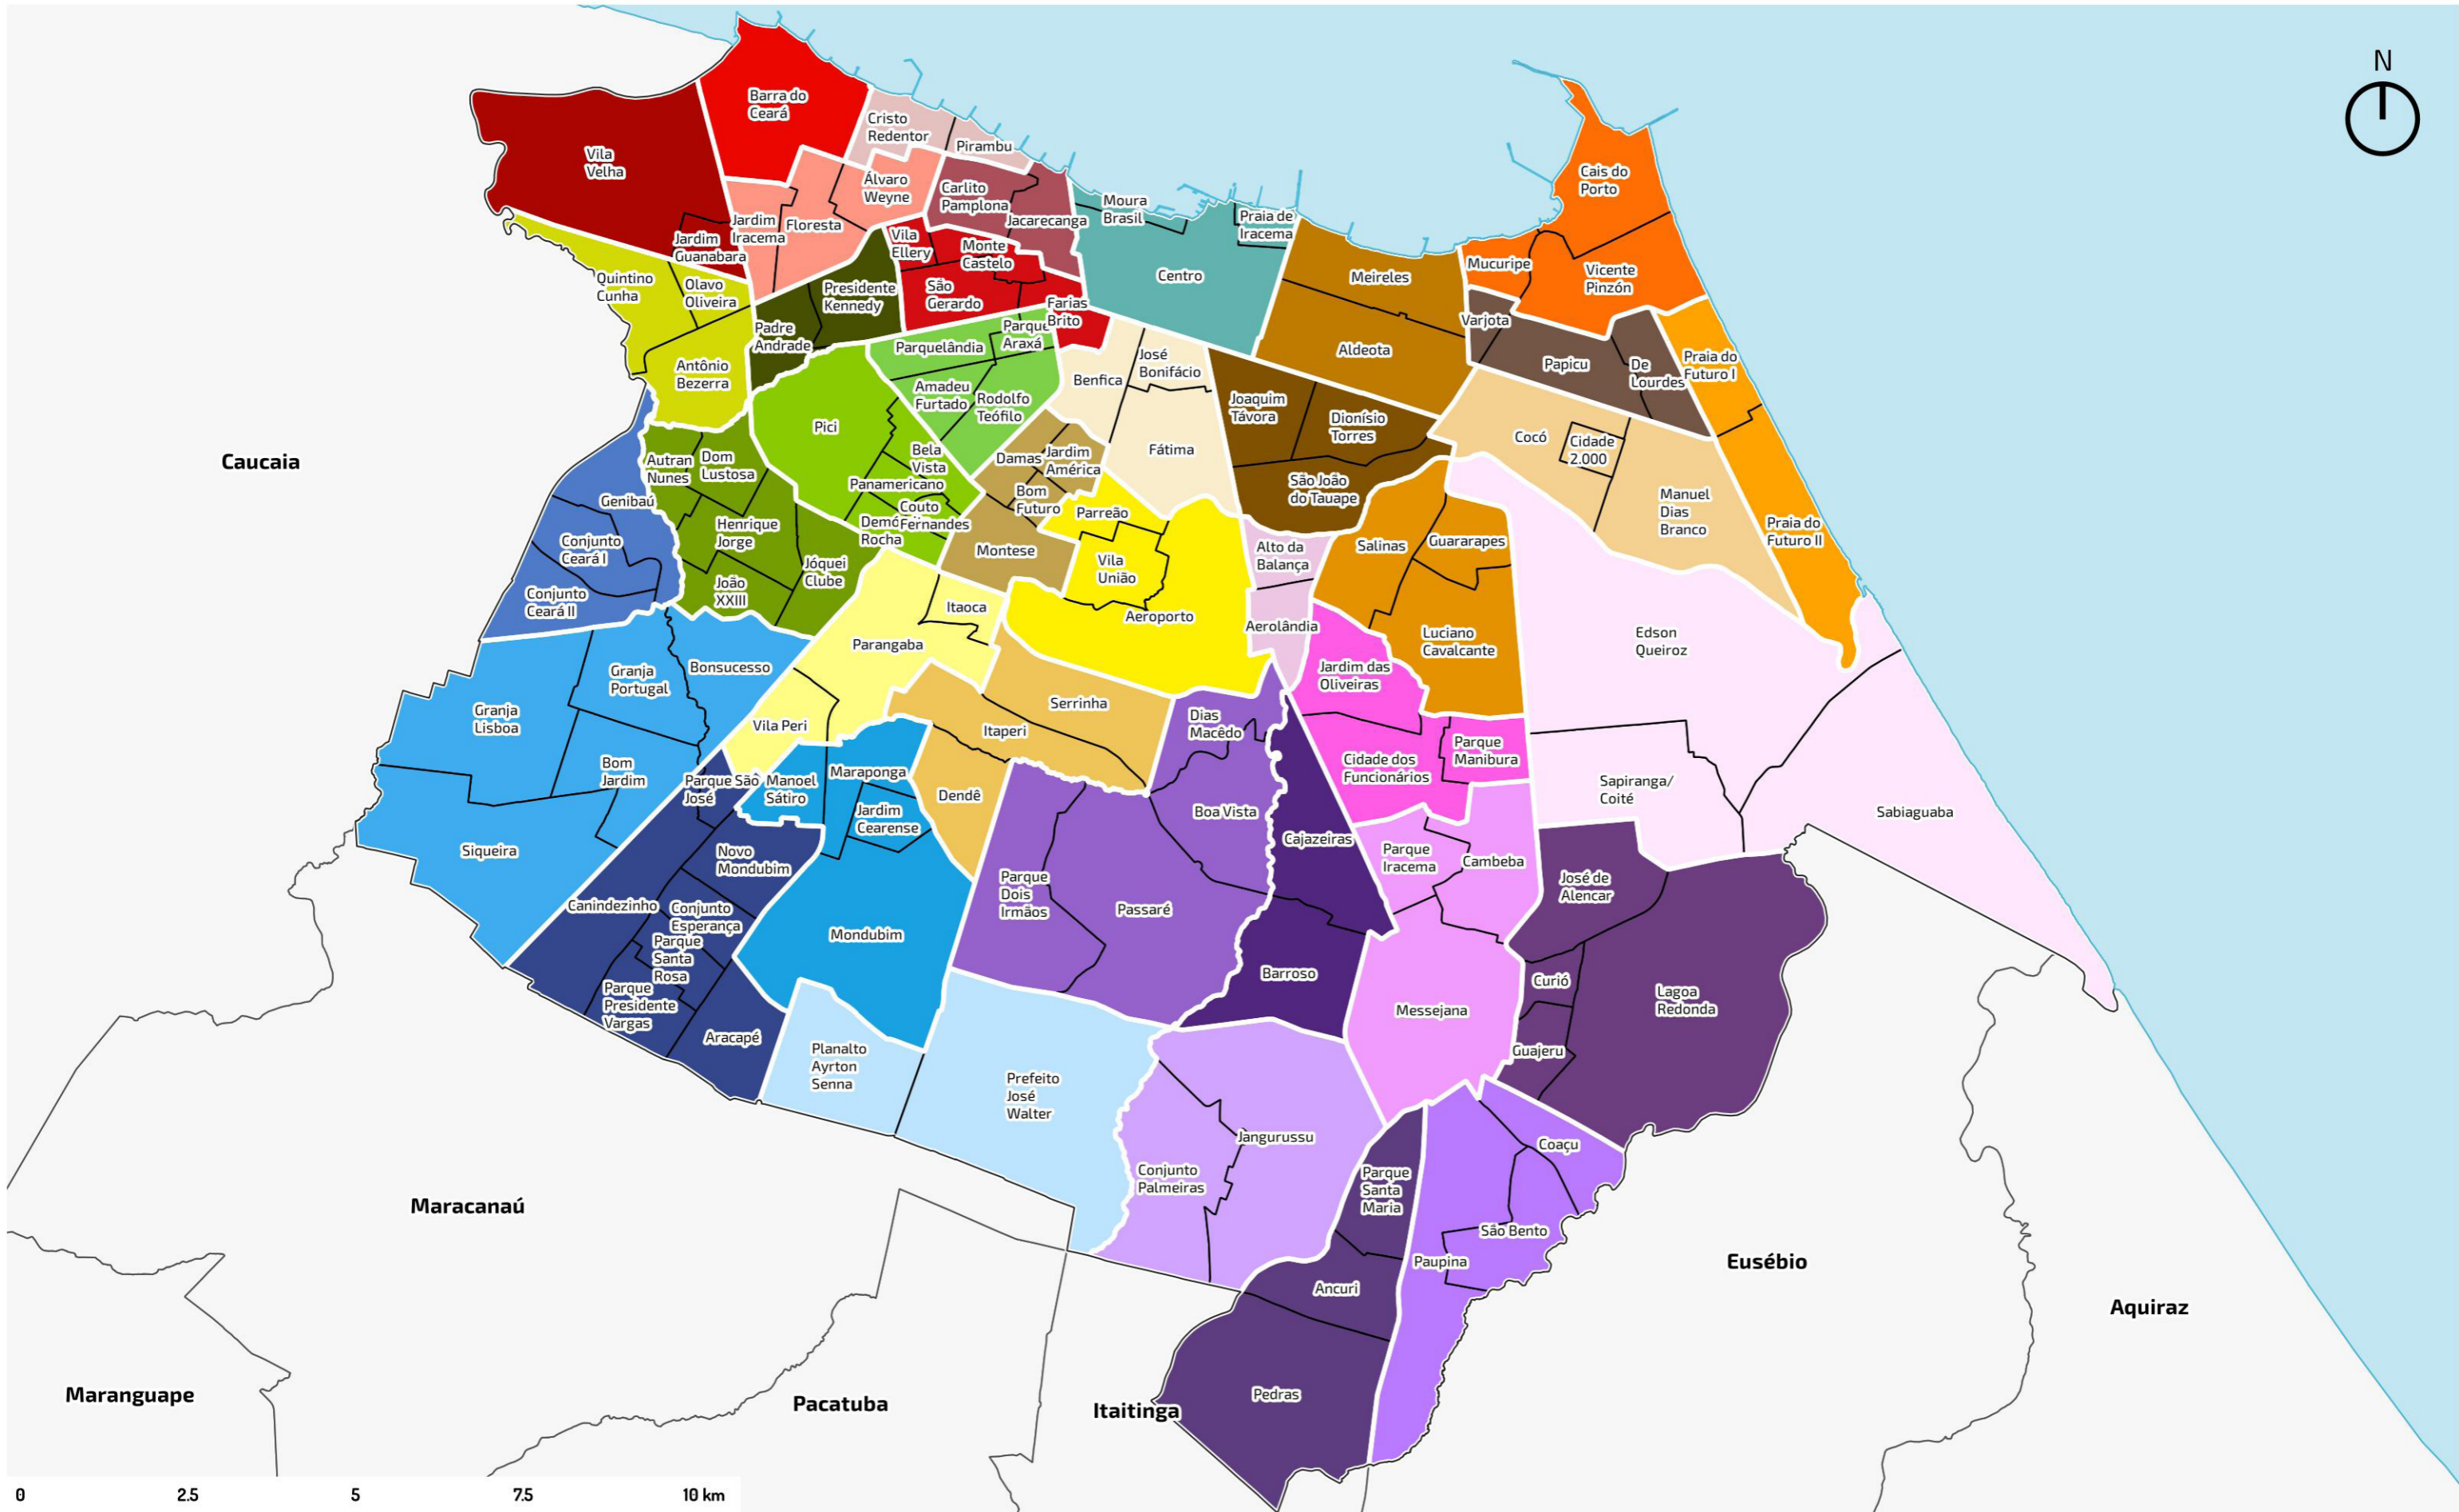 N
Barra do
Ceará
Cristo
Redentor
Pirambu
Vila
Velha
Álvaro
Weyne
Carlito
Pamplona
Jacarecanga
Moura
Brasil
Praia de
Iracema
Cais do
Porto
Jardim
Iracema
Floresta
Jardim
Guanabara
Vila
Ellery
Monte
Castelo
Centro
Meireles
Mucuripe
Vicente
Pinzón
Quintino
Cunha
Olavo
Oliveira
Presidente
Kennedy
São
Gerardo
Farias
Brito
Padre
Andrade
Parquelândia
Parque
Araxá
Aldeota
Varjota
Papicu
De
Lourdes
Praia do
Futuro I
Antônio
Bezerra
Amadeu
Furtado
Rodolfo
Teófilo
Benfica
José
Bonifácio
Joaquim
Távora
Dionísio
Torres
Pici
Bela
Vista
Damas
Jardim
América
Fátima
Cocó
Cidade
2.000
Caucaia
Autran
Nunes
Dom
Lustosa
Panamericano
Bom
Futuro
São João
do Tauape
Genibaú
Henrique
Jorge
Demó
Rocha
Couto
Fernandes
Parreão
Manuel
Dias
Branco
Praia do
Futuro II
Conjunto
Ceará I
Montese
Vila
União
Alto da
Balança
Salinas
Guararapes
Conjunto
Ceará II
João
XXIII
Jóquei
Clube
Itaoca
Aeroporto
Aerolândia
Parangaba
Luciano
Cavalcante
Edson
Queiroz
Granja
Portugal
Bonsucesso
Jardim das
Oliveiras
Granja
Lisboa
Vila Peri
Serrinha
Itaperi
Dias
Macêdo
Bom
Jardim
Parque São
José
Manoel
Sátiro
Maraponga
Dendê
Cidade dos
Funcionários
Parque
Manibura
Sapiranga/
Coité
Sabiaguaba
Siqueira
Jardim
Cearense
Boa Vista
Cajazeiras
Novo
Mondubim
Parque
Iracema
Cambeba
Canindezinho
Conjunto
Esperança
Parque
Dois
Irmãos
Passaré
José de
Alencar
Mondubim
Parque
Santa
Rosa
Barroso
Curió
Lagoa
Redonda
Parque
Presidente
Vargas
Messejana
Aracapé
Planalto
Ayrton
Senna
Guajeru
Prefeito
José
Walter
Jangurussu
Coaçu
Conjunto
Palmeiras
Parque
Santa
Maria
Maracanaú
São Bento
Paupina
Eusébio
Ancuri
Aquiraz
Maranguape
Pacatuba
Itaitinga
Pedras
0 2.5 5 7.5 10 km